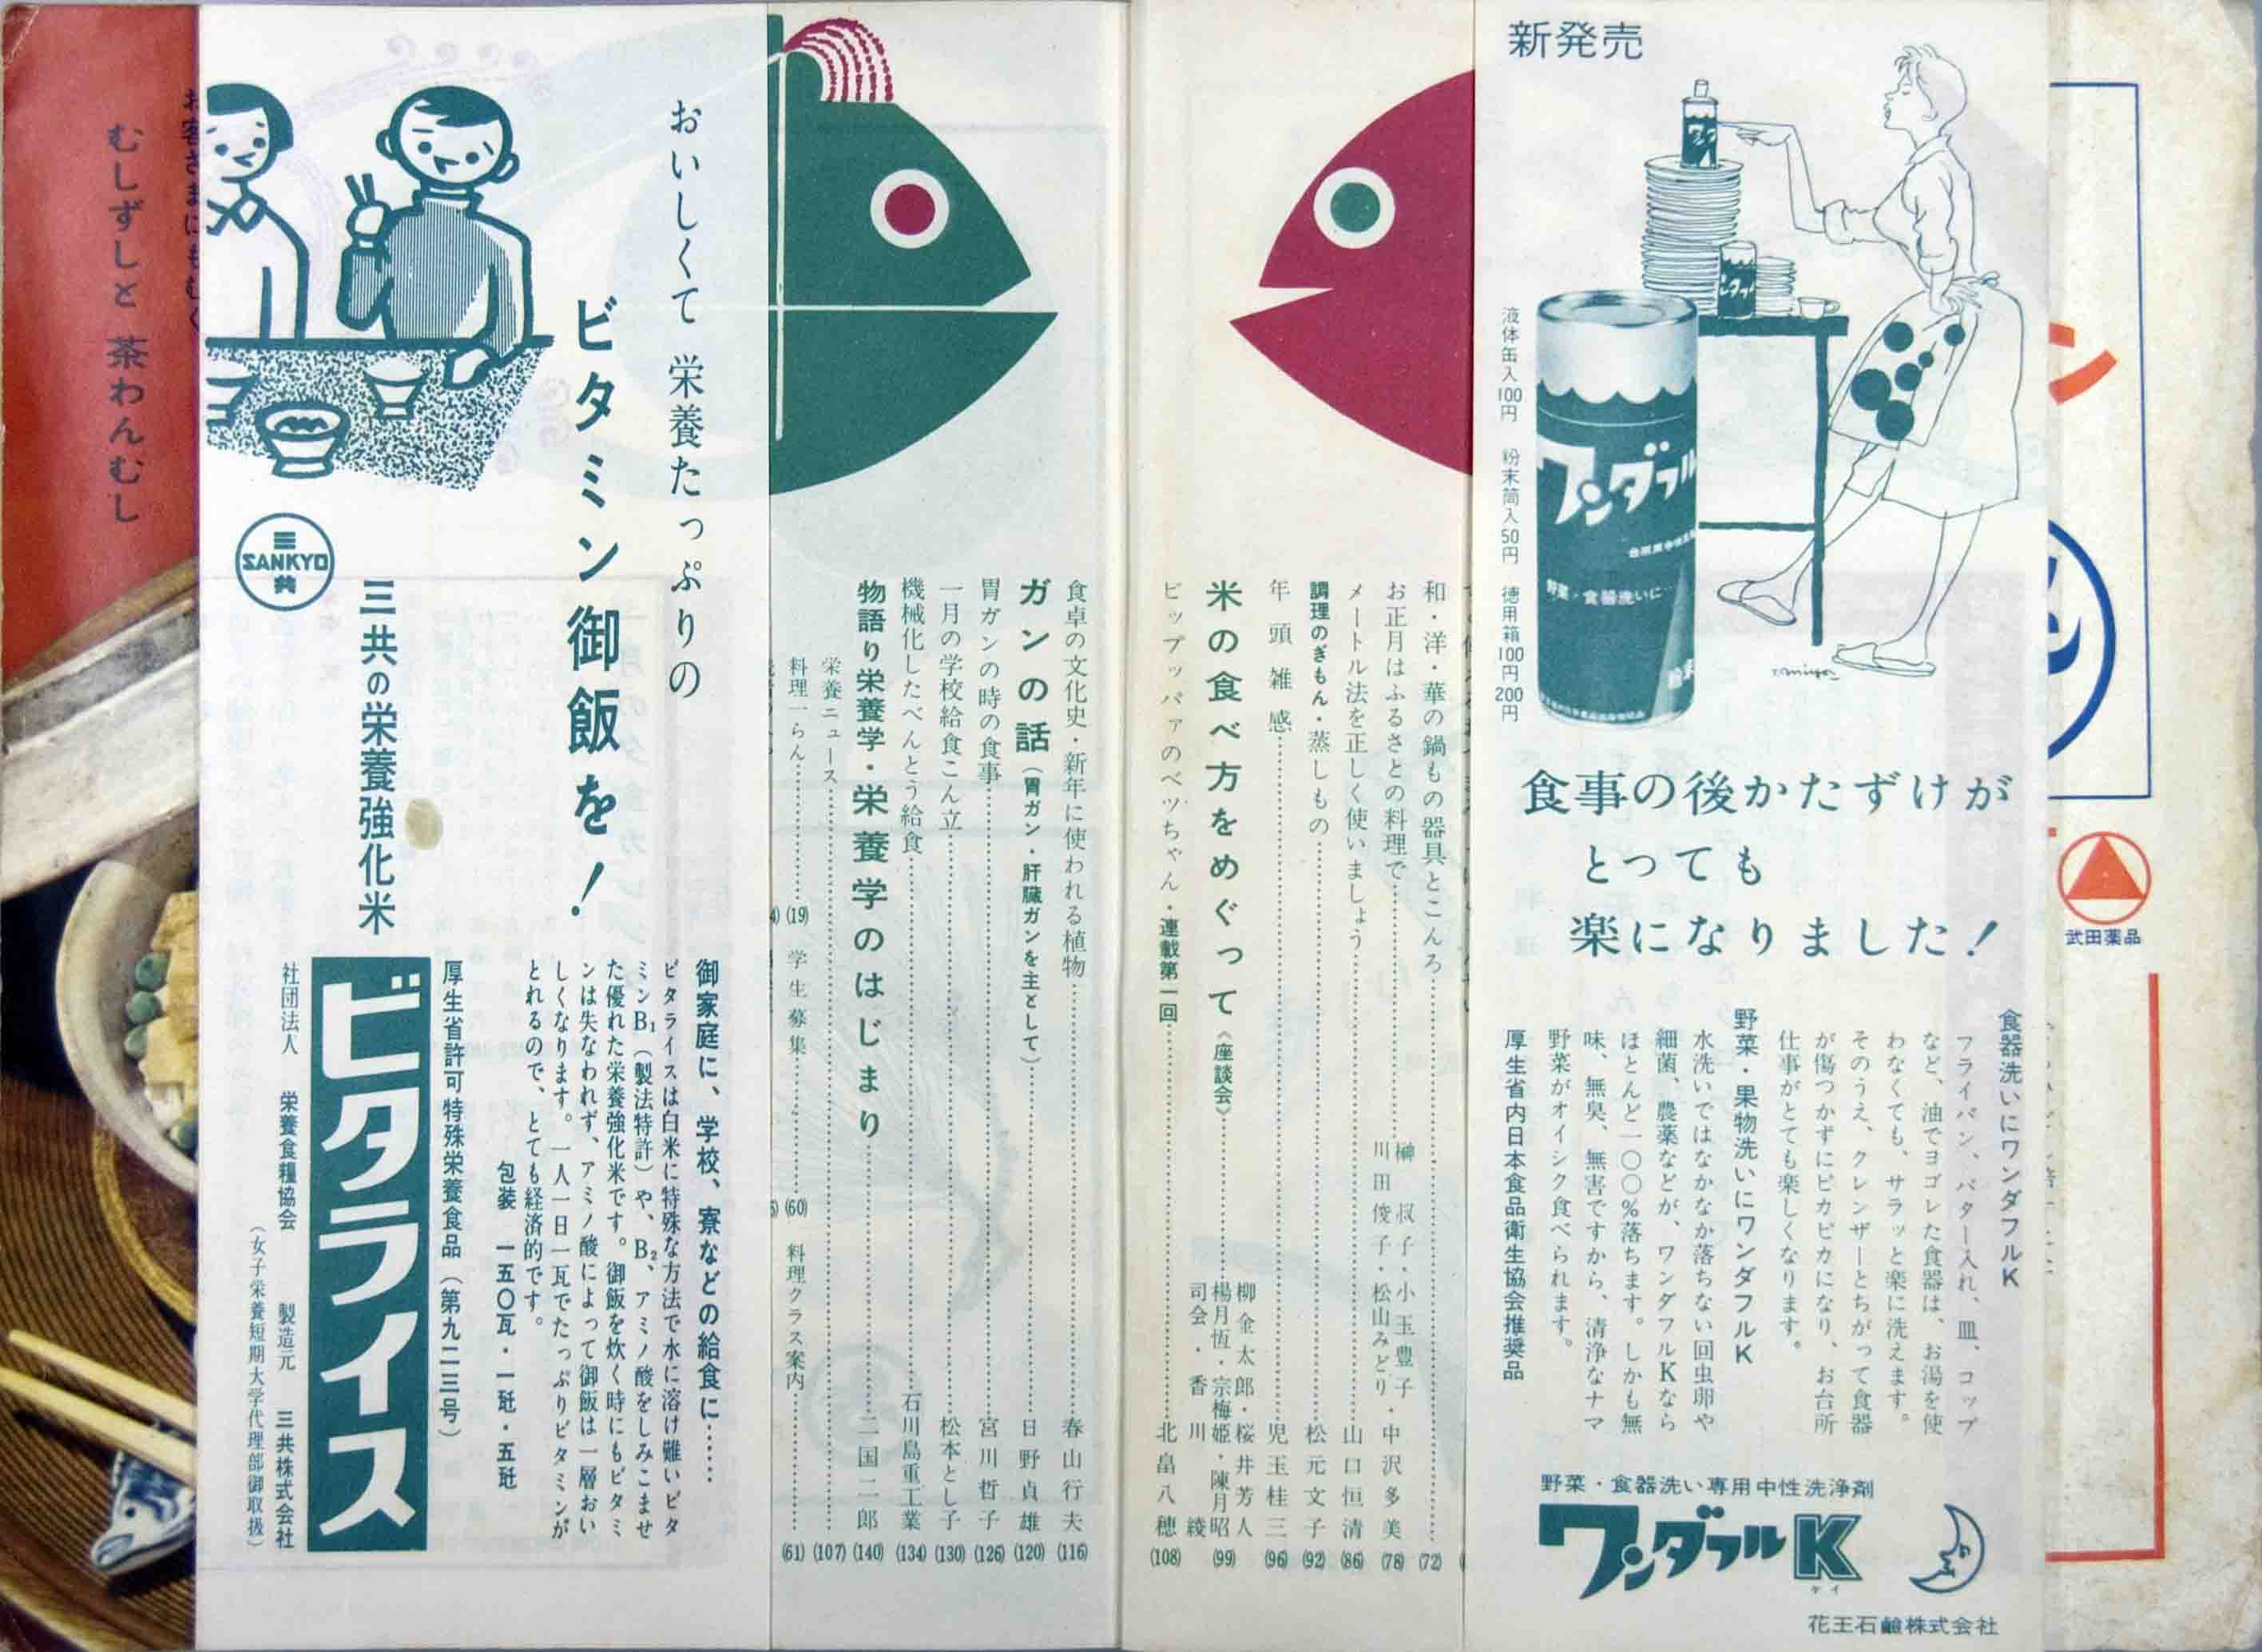 新発売
液体缶入100円　粉末筒入50円　徳用箱100円200円
ワンダフル
野菜・食器洗いに…
食事の後かたずけが
とっても
楽になりました!
食器洗いにワンダフルK
フライパン、バター入れ、皿、コップ
など、油でヨゴレた食器は、お湯を使
わなくても、サラッと楽に洗えます。
そのうえ、クレンザーとちがって食器
が傷つかずにピカピカになり、お台所
仕事がとても楽しくなります。
野菜・果物洗いにワンダフルK
水洗いではなかなか落ちない回虫卵や
細菌、農薬などが、ワンダフルKなら
ほとんど一〇〇%落ちます。しかも無
味、無臭、無害ですから、清浄なナマ
野菜がオイシク食べられます。
厚生省内日本食品衛生協会推奨品
野菜・食器洗い専用中性洗浄剤
ワンダフルK
ケイ
花王石鹼株式会社
ン
武田薬品
和・洋・華の鍋もの器具とこんろ (72)
お正月はふるさとの料理で 榊叔子・小玉豊子・中沢多美
川田俊子・松山みどり (78)
メートル法を正しく使いましょう 山口恒清 (86)
調理のぎもん・蒸しもの 松元文子 (92)
年頭雑感 児玉桂三 (96)
米の食べ方をめぐって《座談会》 柳金太郎・桜井芳人
楊月恆・宗梅姫・陳月昭
司会・香川綾 (99)
ピップッパァのベツちゃん・連載第一回 北畠八穂 (108)
食卓の文化史・新年に使われる植物 春山行夫 (116)
ガンの話(胃ガン・肝臓ガンを主として) 日野貞雄 (120)
胃ガンの時の食事 宮川哲子 (126)
一月の学校給食こん立 松本とし子 (130)
機械化したべんとう給食 石川島重工業 (134)
物語り栄養学・栄養学のはじまり 二国二郎 (140)
栄養ニュース (107)
料理一らん (19) 学生募集 (60) 料理クラス案内 (61)
おいしくて 栄養たっぷりの
ビタミン御飯を!
三
SANKYO
共
三共の栄養強化米
御家庭に、学校、寮などの給食に……
ビタライスは白米に特殊な方法で水に溶け難いビタ
ミンB₁(製法特許)や、B₂、アミノ酸をしみこませ
た優れた栄養強化米です。御飯を炊く時にもビタミ
ンは失なわれず、アミノ酸によって御飯は一層おい
しくなります。一人一日一瓦でたっぷりビタミンが
とれるので、とても経済的です。
包装 一五〇瓦・一瓩・五瓩
厚生省許可特殊栄養食品(第九二三号)
ビタライス
社団法人 栄養食糧協会 製造元 三共株式会社
(女子栄養短期大学代理部御取扱)
お客さまにもむく
むしずしと 茶わんむし